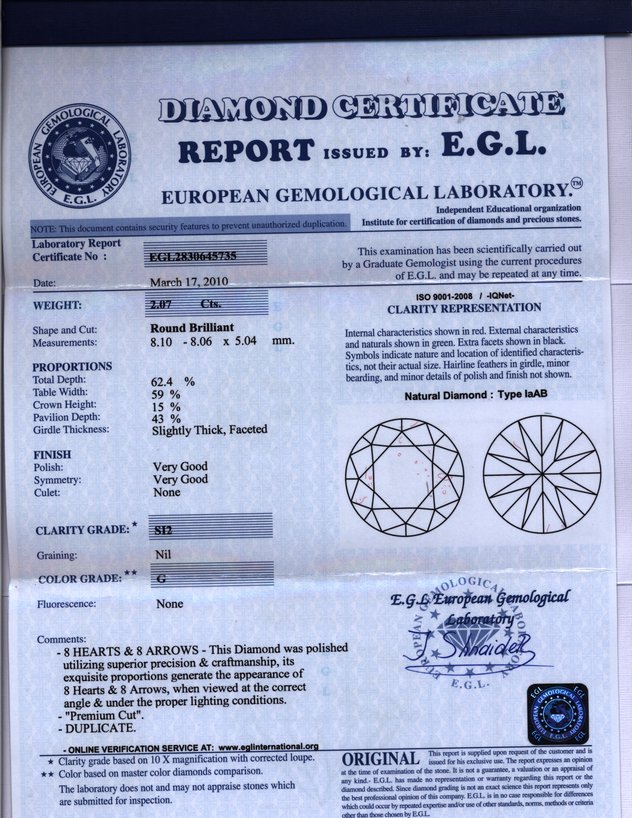 EUROPEAN GEMOLOGICAL LABORATORY
E.G.L.
DIAMOND CERTIFICATE
REPORT ISSUED BY: E.G.L.
EUROPEAN GEMOLOGICAL LABORATORY.™
Independent Educational organization
Institute for certification of diamonds and precious stones.
NOTE: This document contains security features to prevent unauthorized duplication.
Laboratory Report
Certificate No : EGL2830645735
Date: March 17, 2010
WEIGHT: 2.07 Cts.
Shape and Cut: Round Brilliant
Measurements: 8.10 - 8.06 x 5.04 mm.
PROPORTIONS
Total Depth: 62.4 %
Table Width: 59 %
Crown Height: 15 %
Pavilion Depth: 43 %
Girdle Thickness: Slightly Thick, Faceted
FINISH
Polish: Very Good
Symmetry: Very Good
Culet: None
CLARITY GRADE: ★ SI2
Graining: Nil
COLOR GRADE: ★★ G
Fluorescence: None
Comments:
- 8 HEARTS & 8 ARROWS - This Diamond was polished
utilizing superior precision & craftmanship, its
exquisite proportions generate the appearance of
8 Hearts & 8 Arrows, when viewed at the correct
angle & under the proper lighting conditions.
- "Premium Cut".
- DUPLICATE.
- ONLINE VERIFICATION SERVICE AT: www.eglinternational.org
★ Clarity grade based on 10 X magnification with corrected loupe.
★★ Color based on master color diamonds comparison.
The laboratory does not and may not appraise stones which
are submitted for inspection.
This examination has been scientifically carried out
by a Graduate Gemologist using the current procedures
of E.G.L. and may be repeated at any time.
ISO 9001-2008 / -IQNet-
CLARITY REPRESENTATION
Internal characteristics shown in red. External characteristics
and naturals shown in green. Extra facets shown in black.
Symbols indicate nature and location of identified characteris-
tics, not their actual size. Hairline feathers in girdle, minor
bearding, and minor details of polish and finish not shown.
Natural Diamond : Type IaAB
E.G.L European Gemological
Laboratory
EUROPEAN GEMOLOGICAL LABORATORY
E.G.L.
EGL EGL
EUROPEAN GEMOLOGICAL LABORATORY
EGL EGL
ORIGINAL This report is supplied upon request of the customer and is
issued for his exclusive use. The report expresses an opinion
at the time of examination of the stone. It is not a guarantee, a valuation or an appraisal of
any kind.- E.G.L. has made no representation or warranty regarding this report or the
diamond described. Since diamond grading is not an exact science this report represents only
the best professional opinion of this company. E.G.L. is in no case responsible for differences
which could occur by repeated expertise and/or use of other standards, norms, methods or criteria
other than those chosen by E.G.L.